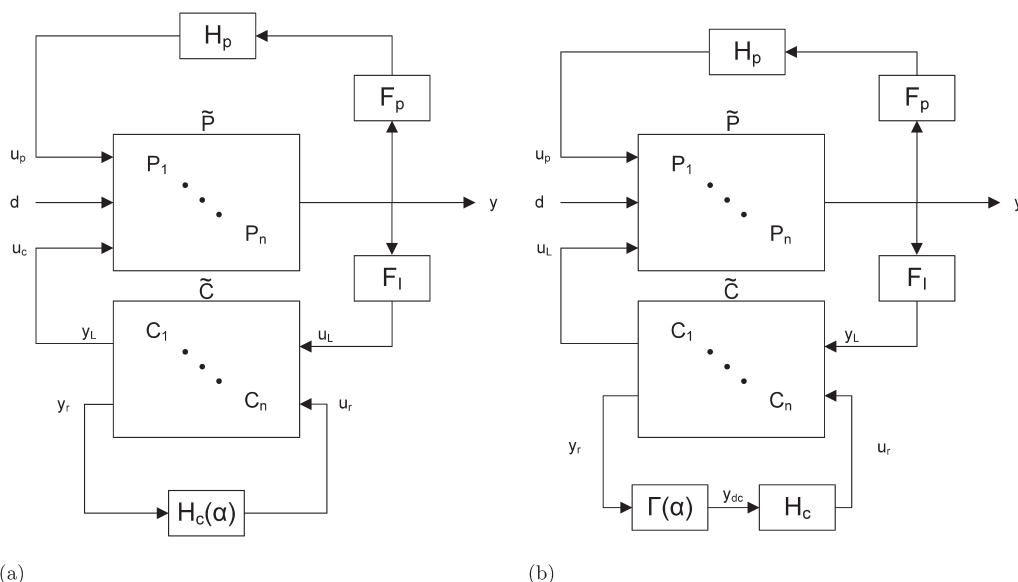 H_p
F_p
P̃
u_p
P_1
d
y
u_c
P_n
F_l
C̃
y_L
C_1
u_L
y_r
C_n
u_r
H_c(α)
(a)
H_p
F_p
P̃
u_p
P_1
d
y
u_L
P_n
F_l
C̃
C_1
y_L
C_n
y_r
u_r
Γ(α)
y_dc
H_c
(b)